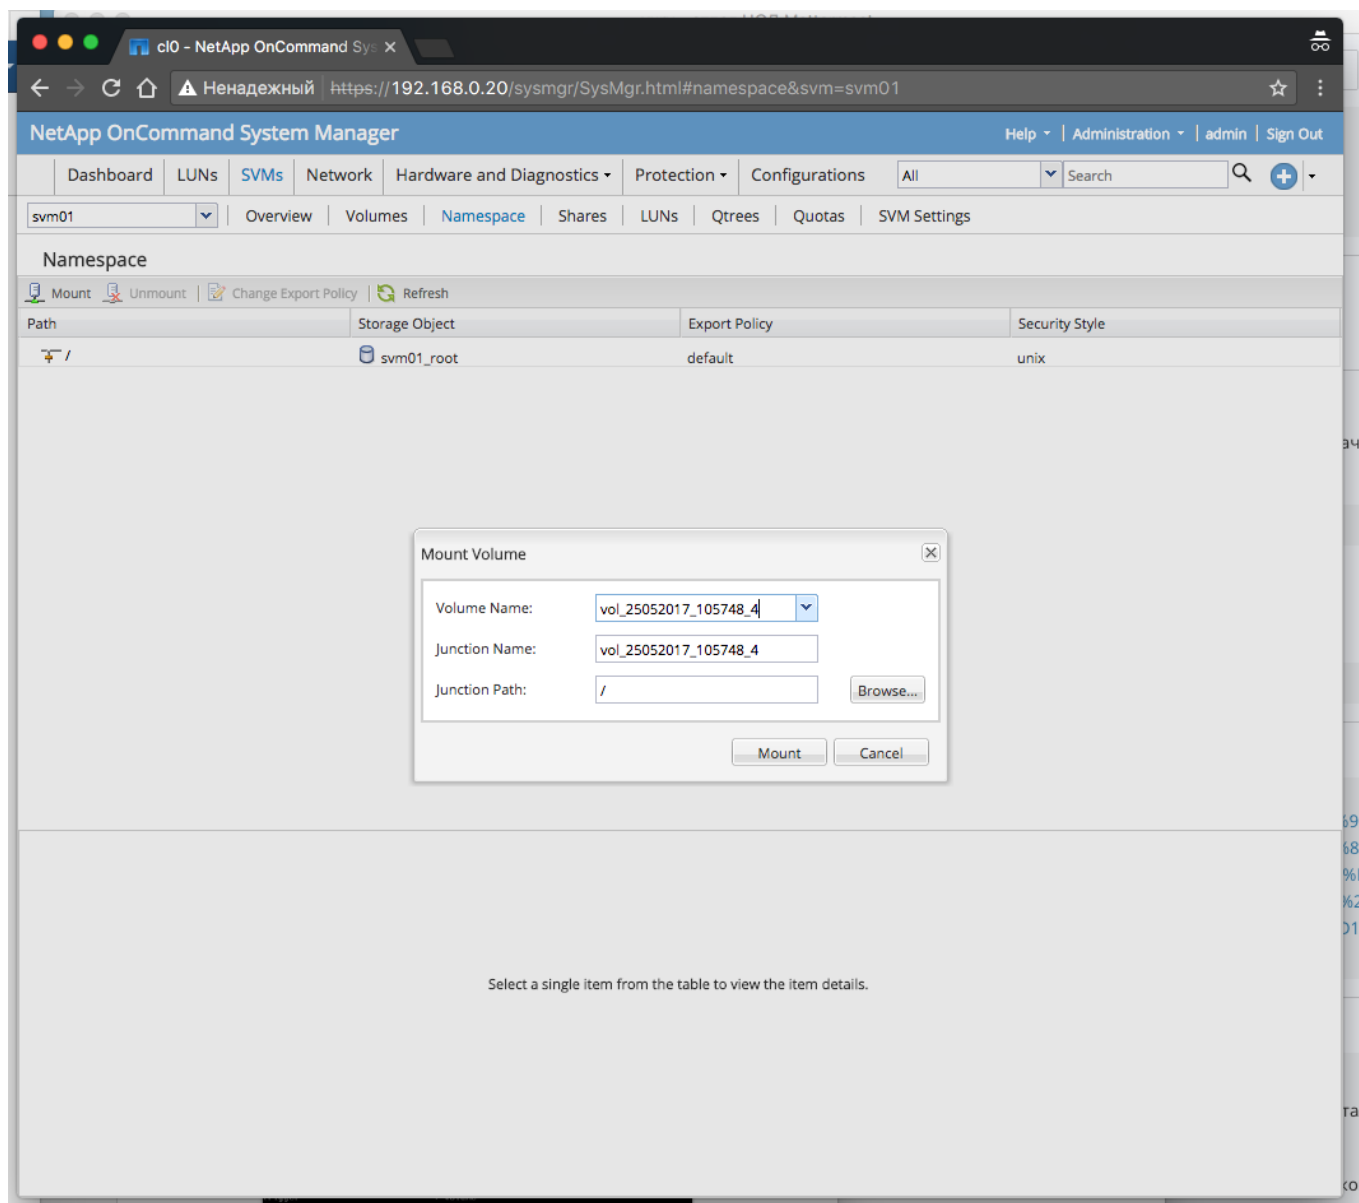 cl0 - NetApp OnCommand Sys
Ненадежный https://192.168.0.20/sysmgr/SysMgr.html#namespace&svm=svm01
NetApp OnCommand System Manager Help Administration admin Sign Out
Dashboard LUNs SVMs Network Hardware and Diagnostics Protection Configurations All Search
svm01 Overview Volumes Namespace Shares LUNs Qtrees Quotas SVM Settings
Namespace
Mount Unmount Change Export Policy Refresh
Path Storage Object Export Policy Security Style
/ svm01_root default unix
Mount Volume
Volume Name: vol_25052017_105748_4
Junction Name: vol_25052017_105748_4
Junction Path: / Browse...
Mount Cancel
Select a single item from the table to view the item details.